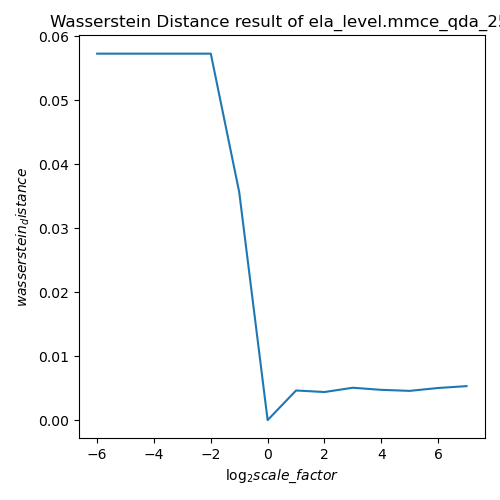 Wasserstein Distance result of ela_level.mmce_qda_25
0.06
0.05
0.04
0.03
0.02
0.01
0.00
wasserstein_distance
−6 −4 −2 0 2 4 6
log₂scale_factor